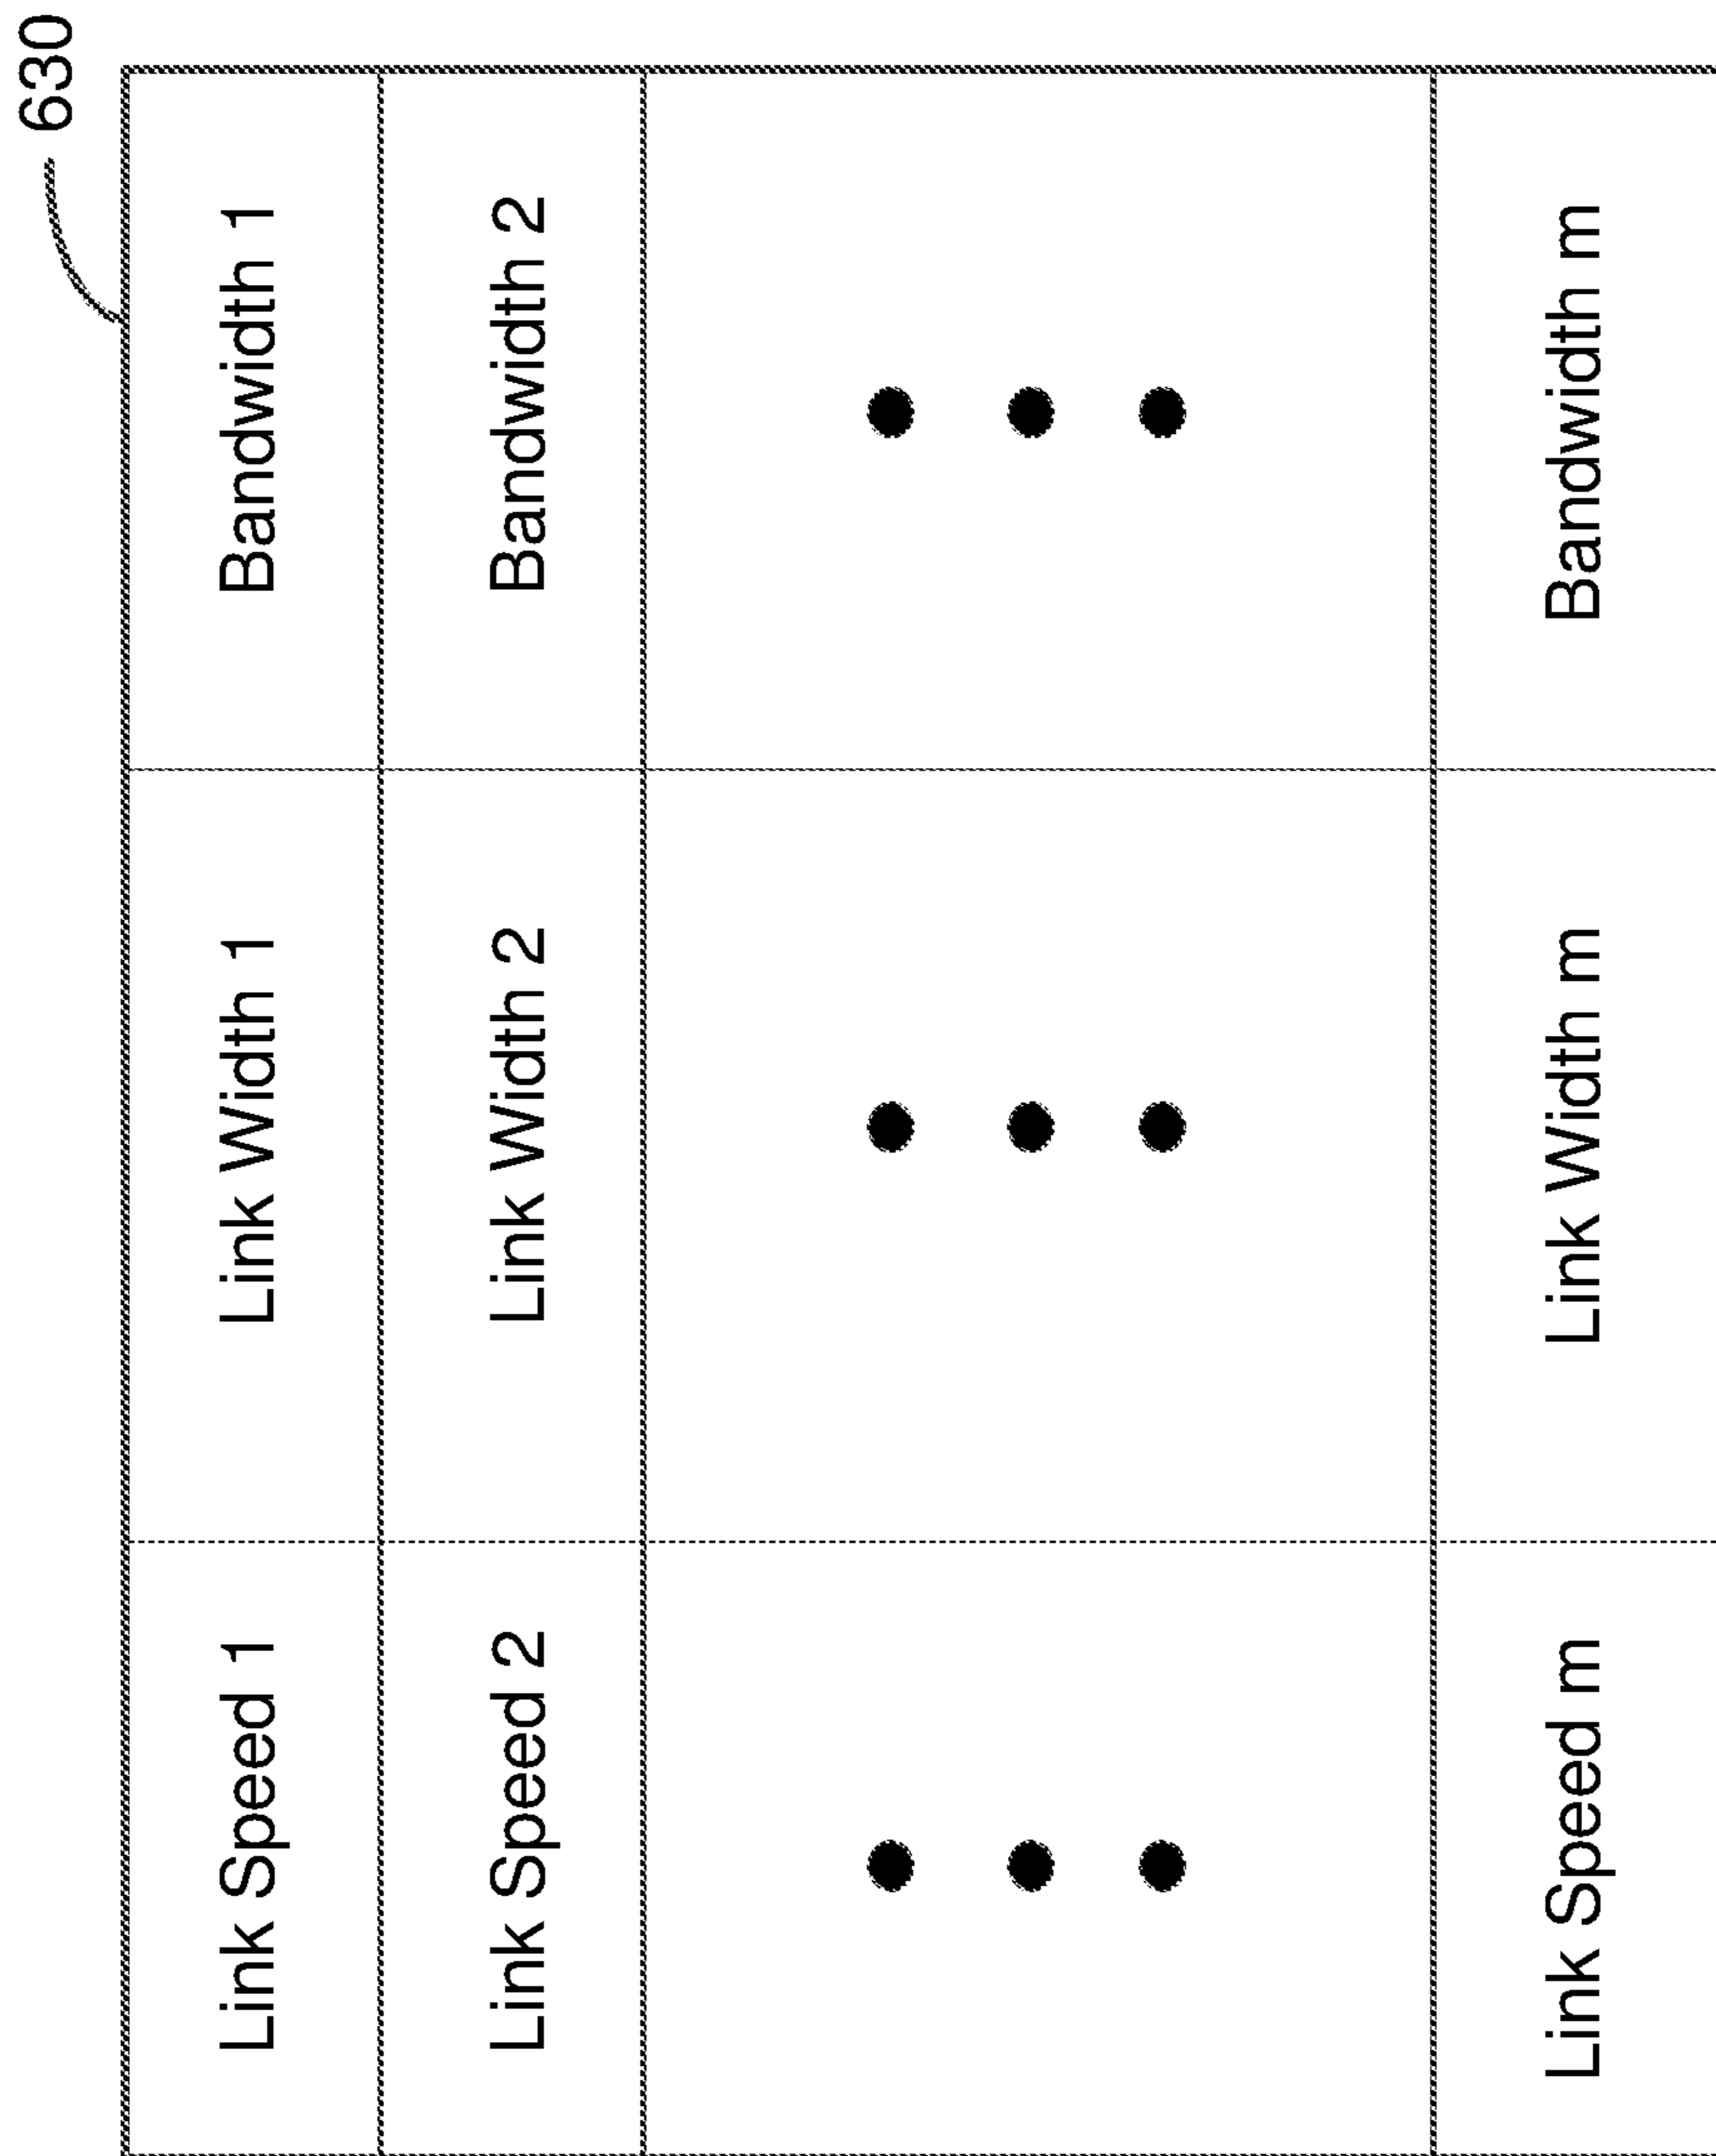 630
Link Speed 1 Link Width 1 Bandwidth 1
Link Speed 2 Link Width 2 Bandwidth 2
Link Speed m Link Width m Bandwidth m